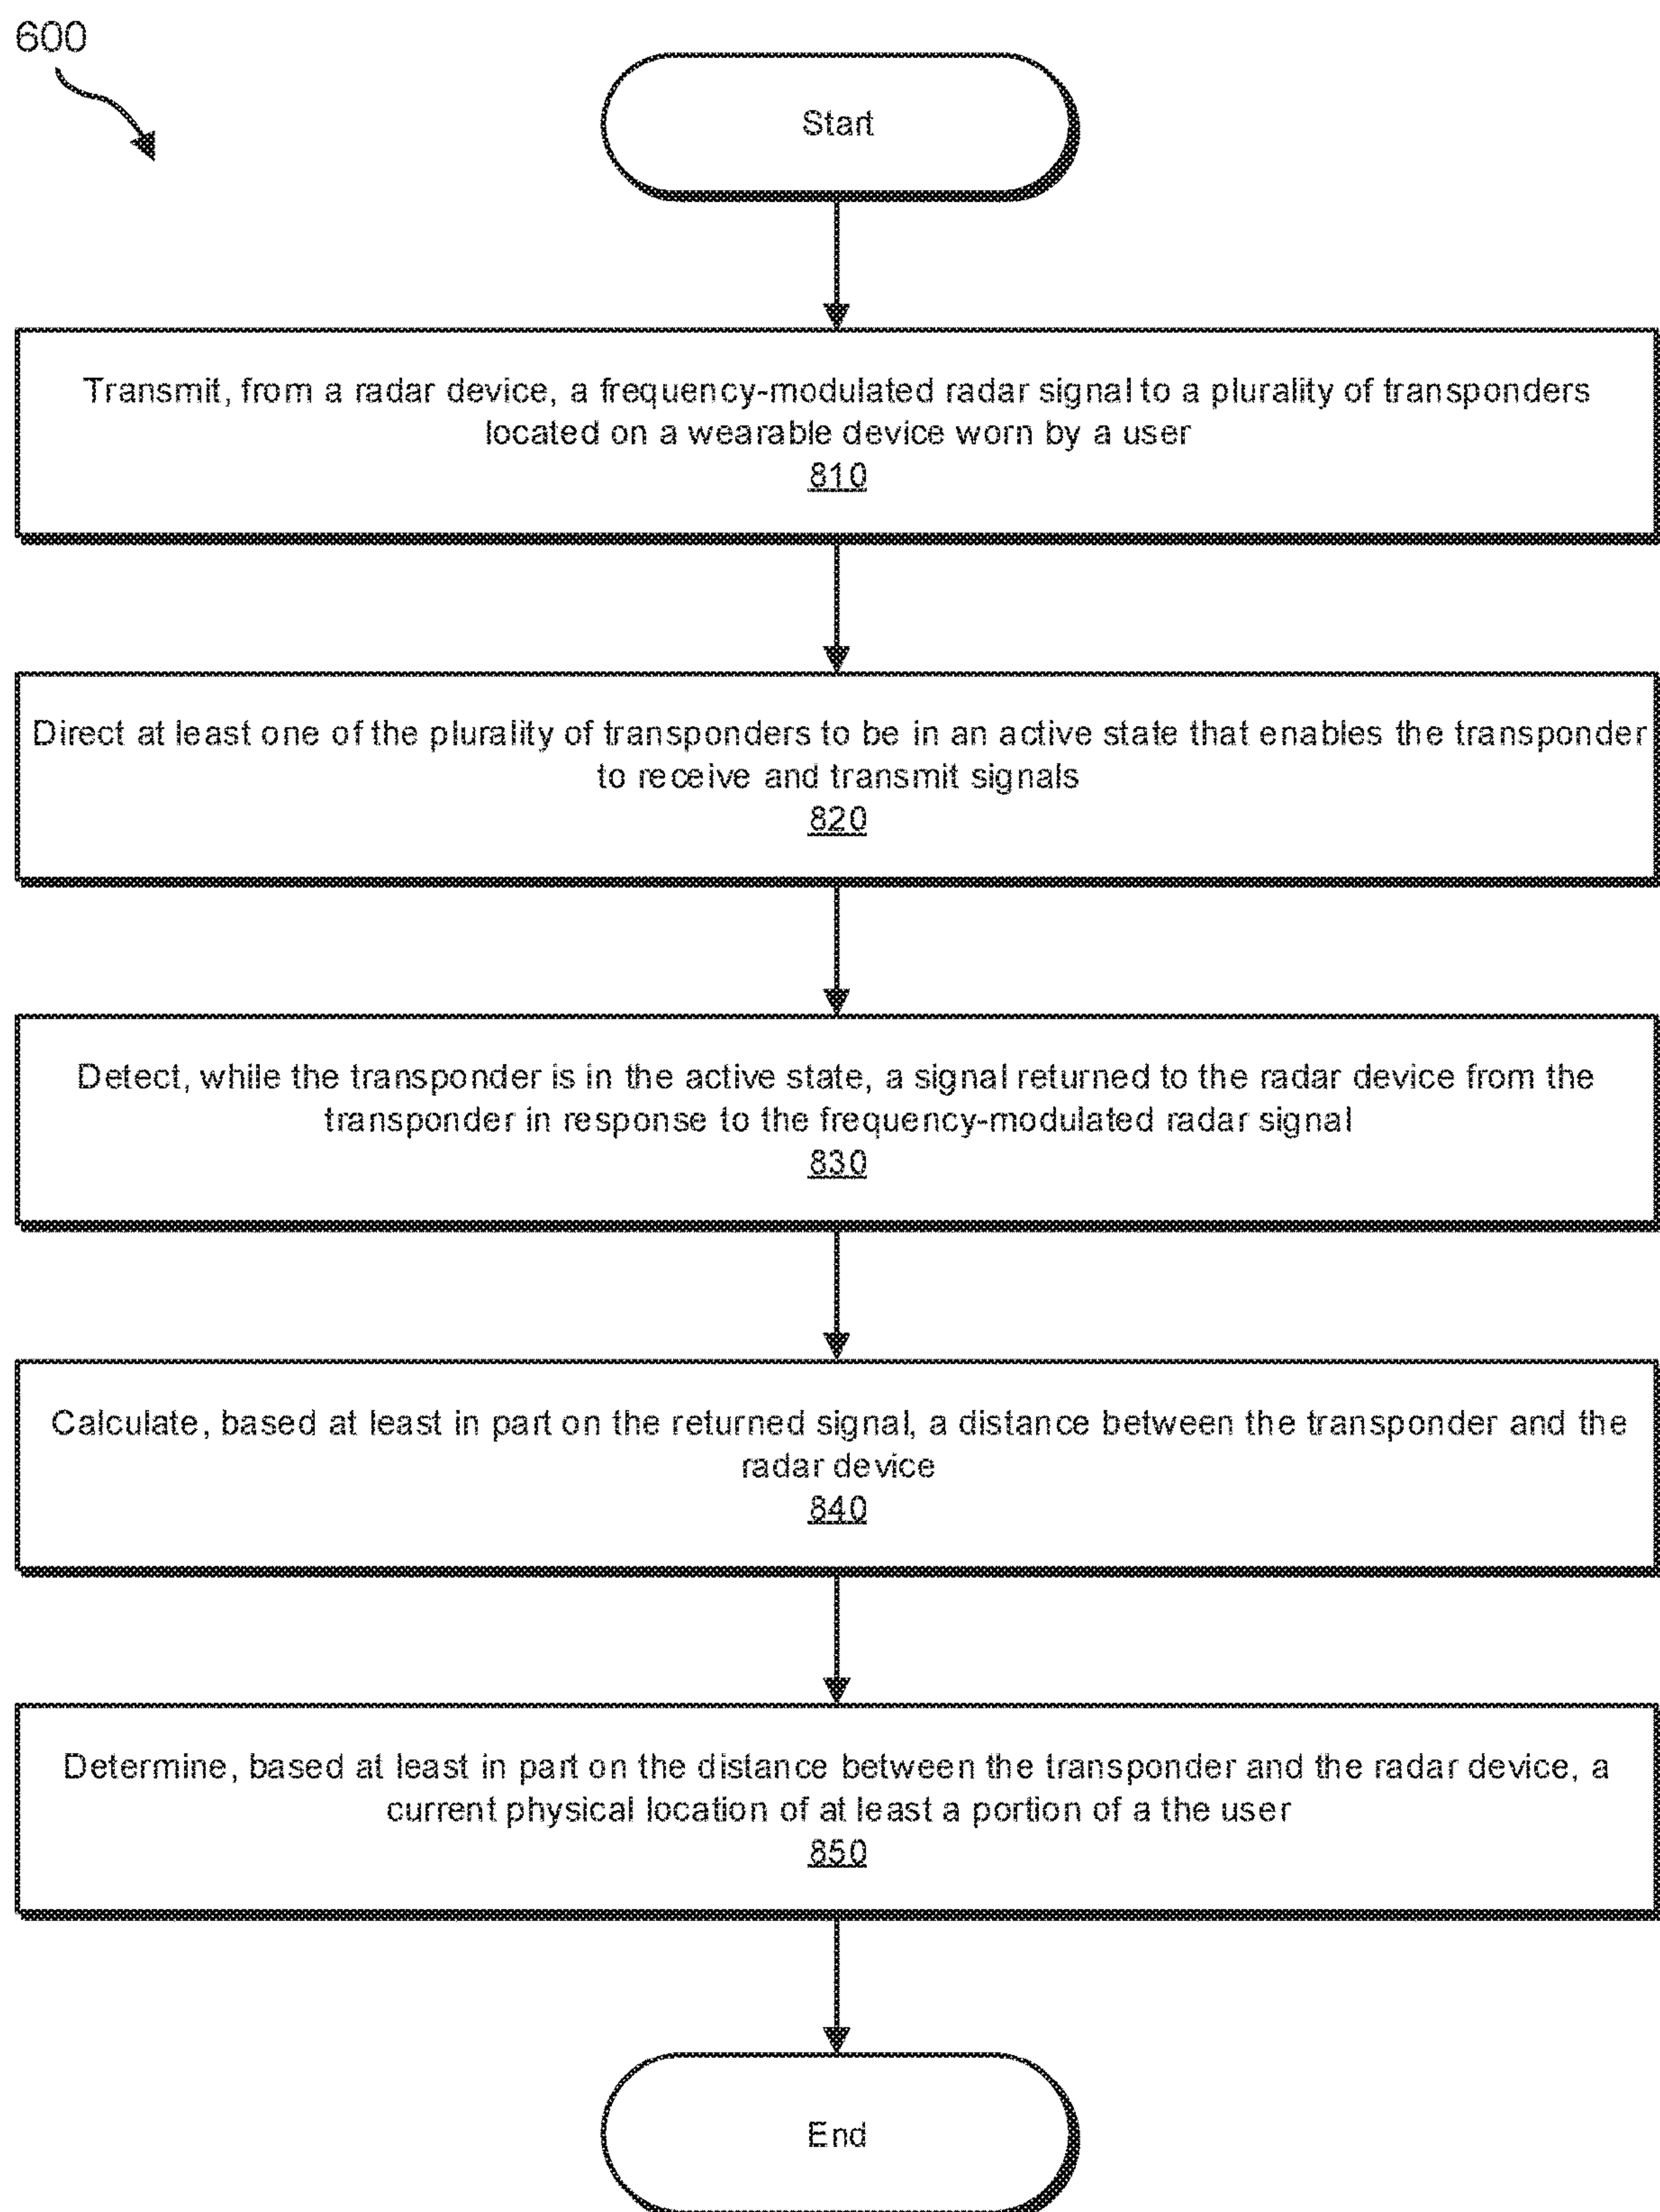 600
Start
Transmit, from a radar device, a frequency-modulated radar signal to a plurality of transponders
located on a wearable device worn by a user
810
Direct at least one of the plurality of transponders to be in an active state that enables the transponder
to receive and transmit signals
820
Detect, while the transponder is in the active state, a signal returned to the radar device from the
transponder in response to the frequency-modulated radar signal
830
Calculate, based at least in part on the returned signal, a distance between the transponder and the
radar device
840
Determine, based at least in part on the distance between the transponder and the radar device, a
current physical location of at least a portion of a the user
850
End